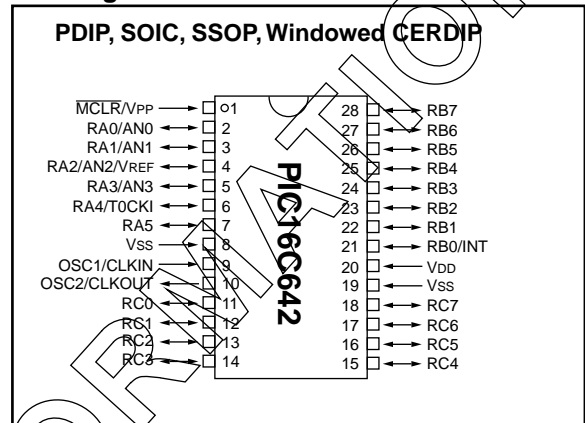 PDIP, SOIC, SSOP, Windowed CERDIP
MCLR/VPP 1 28 RB7
RA0/AN0 2 27 RB6
RA1/AN1 3 26 RB5
RA2/AN2/VREF 4 25 RB4
RA3/AN3 5 24 RB3
RA4/T0CKI 6 23 RB2
RA5 7 22 RB1
VSS 8 21 RB0/INT
OSC1/CLKIN 9 20 VDD
OSC2/CLKOUT 10 19 VSS
RC0 11 18 RC7
RC1 12 17 RC6
RC2 13 16 RC5
RC3 14 15 RC4
PIC16C642
ORMATIO